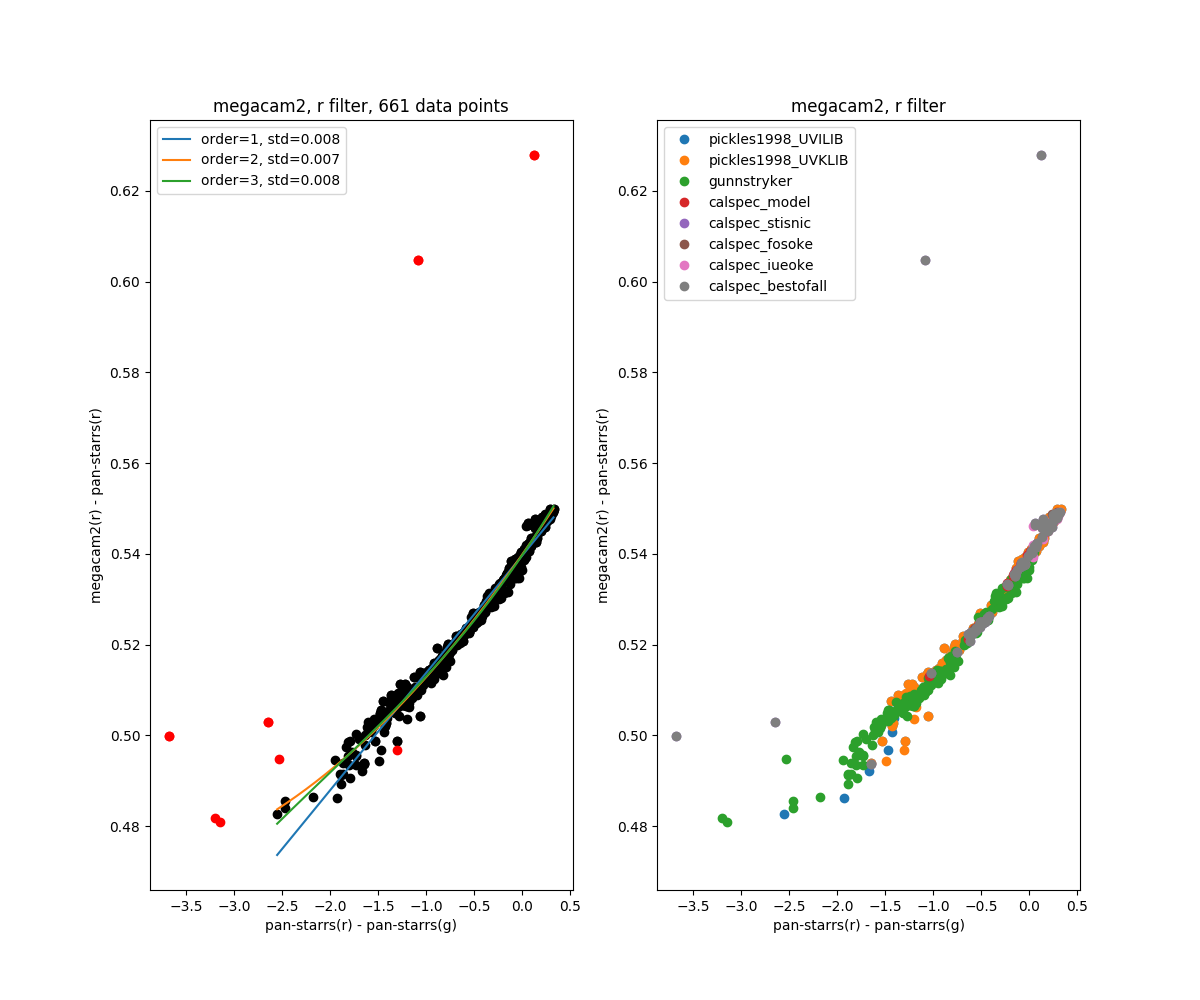 megacam2, r filter, 661 data points
order=1, std=0.008
order=2, std=0.007
order=3, std=0.008
0.62
0.60
0.58
0.56
0.54
0.52
0.50
0.48
megacam2(r) - pan-starrs(r)
−3.5 −3.0 −2.5 −2.0 −1.5 −1.0 −0.5 0.0 0.5
pan-starrs(r) - pan-starrs(g)
megacam2, r filter
pickles1998_UVILIB
pickles1998_UVKLIB
gunnstryker
calspec_model
calspec_stisnic
calspec_fosoke
calspec_iueoke
calspec_bestofall
0.62
0.60
0.58
0.56
0.54
0.52
0.50
0.48
megacam2(r) - pan-starrs(r)
−3.5 −3.0 −2.5 −2.0 −1.5 −1.0 −0.5 0.0 0.5
pan-starrs(r) - pan-starrs(g)